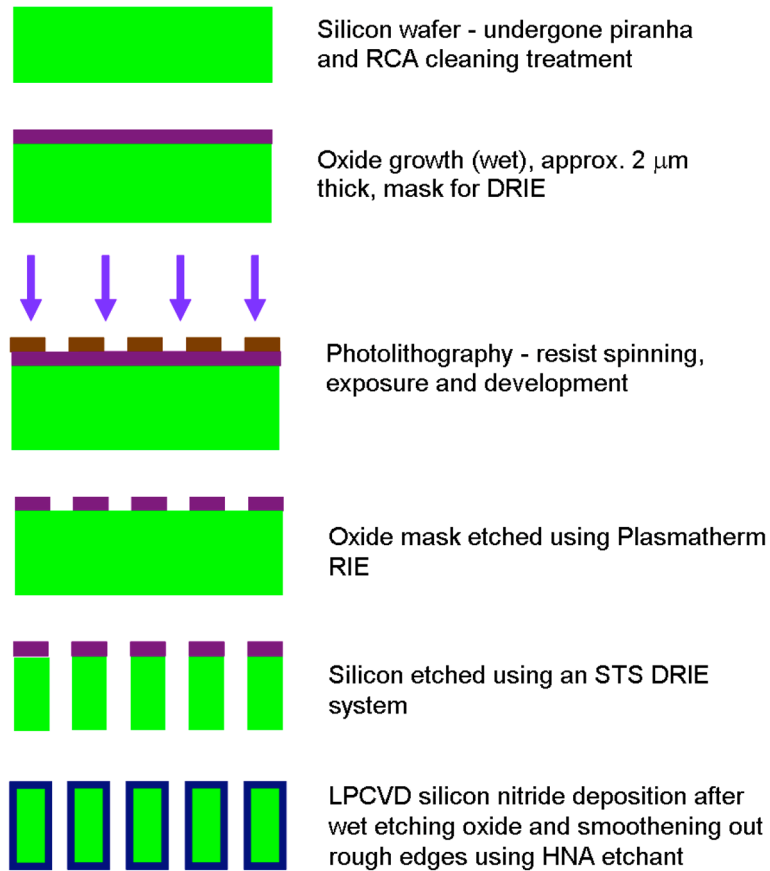 Silicon wafer - undergone piranha
and RCA cleaning treatment
Oxide growth (wet), approx. 2 μm
thick, mask for DRIE
Photolithography - resist spinning,
exposure and development
Oxide mask etched using Plasmatherm
RIE
Silicon etched using an STS DRIE
system
LPCVD silicon nitride deposition after
wet etching oxide and smoothening out
rough edges using HNA etchant